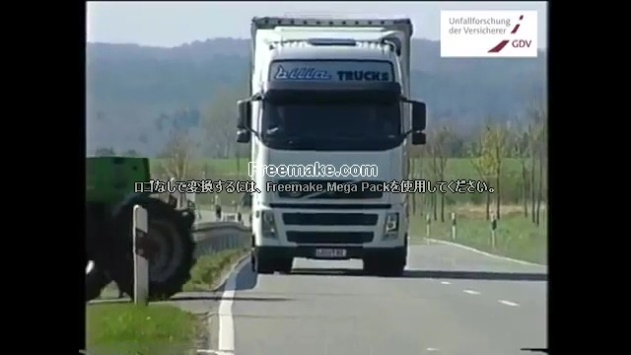 Unfallforschung
der Versicherer
GDV
TRUCKS
Freemake.com
ロゴなしで変換するには、Freemake Mega Packを使用してください。